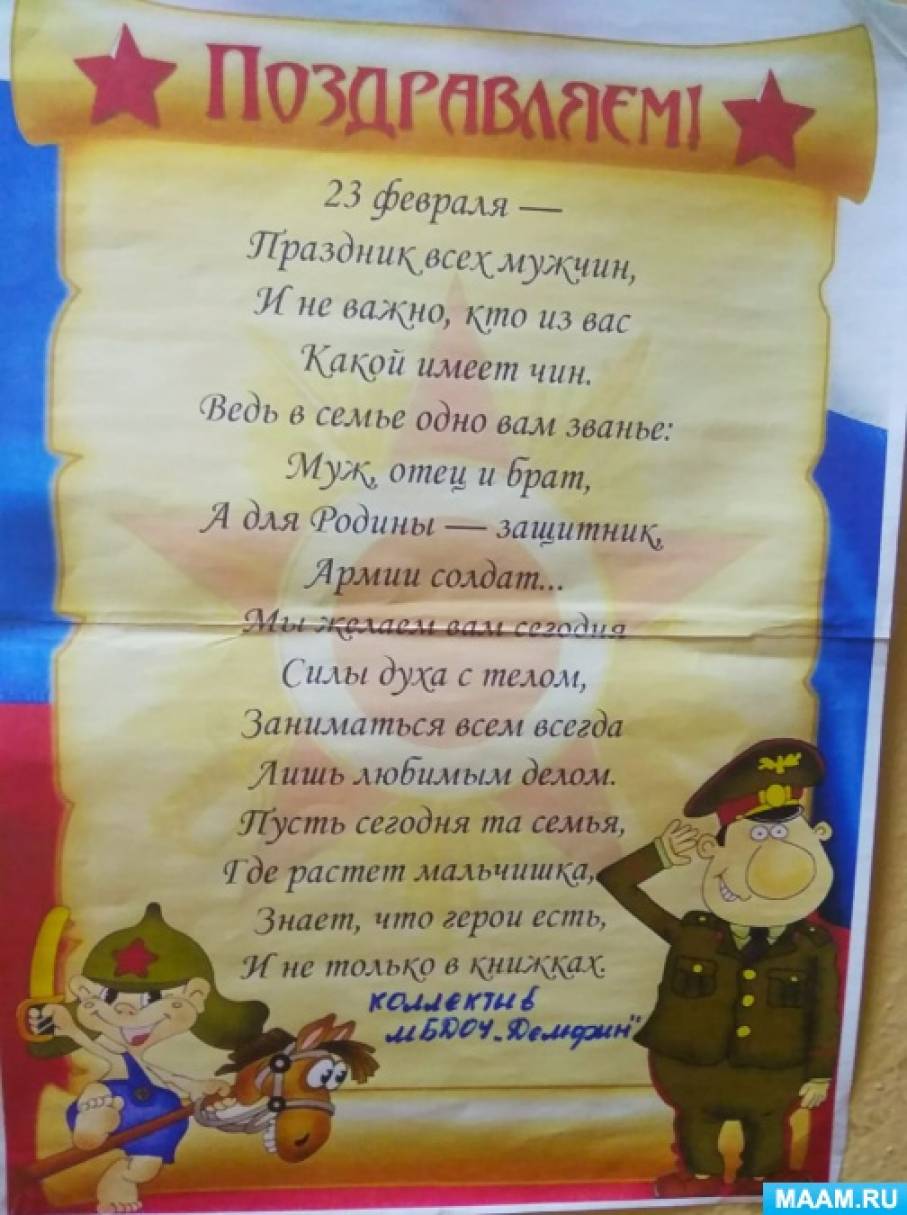 Поздравляем!
23 февраля —
Праздник всех мужчин,
И не важно, кто из вас
Какой имеет чин.
Ведь в семье одно вам званье:
Муж, отец и брат,
А для Родины — защитник,
Армии солдат...
Мы желаем вам сегодня
Силы духа с телом,
Заниматься всем всегда
Лишь любимым делом.
Пусть сегодня та семья,
Где растет мальчишка,
Знает, что герои есть,
И не только в книжках.
коллектив
МБДОУ „Дельфин"
MAAM.RU